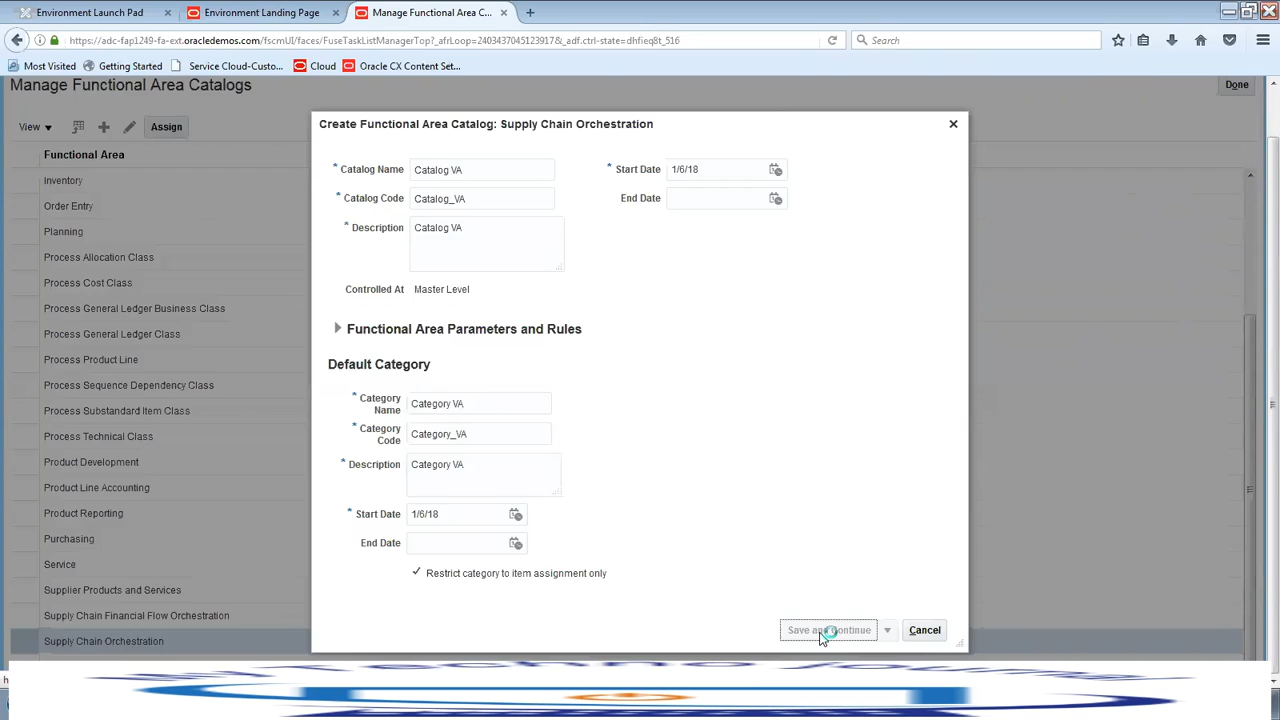 Environment Launch Pad
Environment Landing Page
Manage Functional Area C...
https://adc-fap1249-fa-ext.oracledemos.com/fscmUI/faces/FuseTaskListManagerTop?_afrLoop=2403437045123917&_adf.ctrl-state=dhfieq8t_516
Search
Most Visited
Getting Started
Service Cloud-Custo...
Cloud
Oracle CX Content Set...
Manage Functional Area Catalogs
Done
View
Assign
Functional Area
Inventory
Order Entry
Planning
Process Allocation Class
Process Cost Class
Process General Ledger Business Class
Process General Ledger Class
Process Product Line
Process Sequence Dependency Class
Process Substandard Item Class
Process Technical Class
Product Development
Product Line Accounting
Product Reporting
Purchasing
Service
Supplier Products and Services
Supply Chain Financial Flow Orchestration
Supply Chain Orchestration
Create Functional Area Catalog: Supply Chain Orchestration
* Catalog Name Catalog VA
* Start Date 1/6/18
* Catalog Code Catalog_VA
End Date
* Description Catalog VA
Controlled At Master Level
Functional Area Parameters and Rules
Default Category
* Category Name Category VA
* Category Code Category_VA
* Description Category VA
* Start Date 1/6/18
End Date
Restrict category to item assignment only
Save and Continue
Cancel